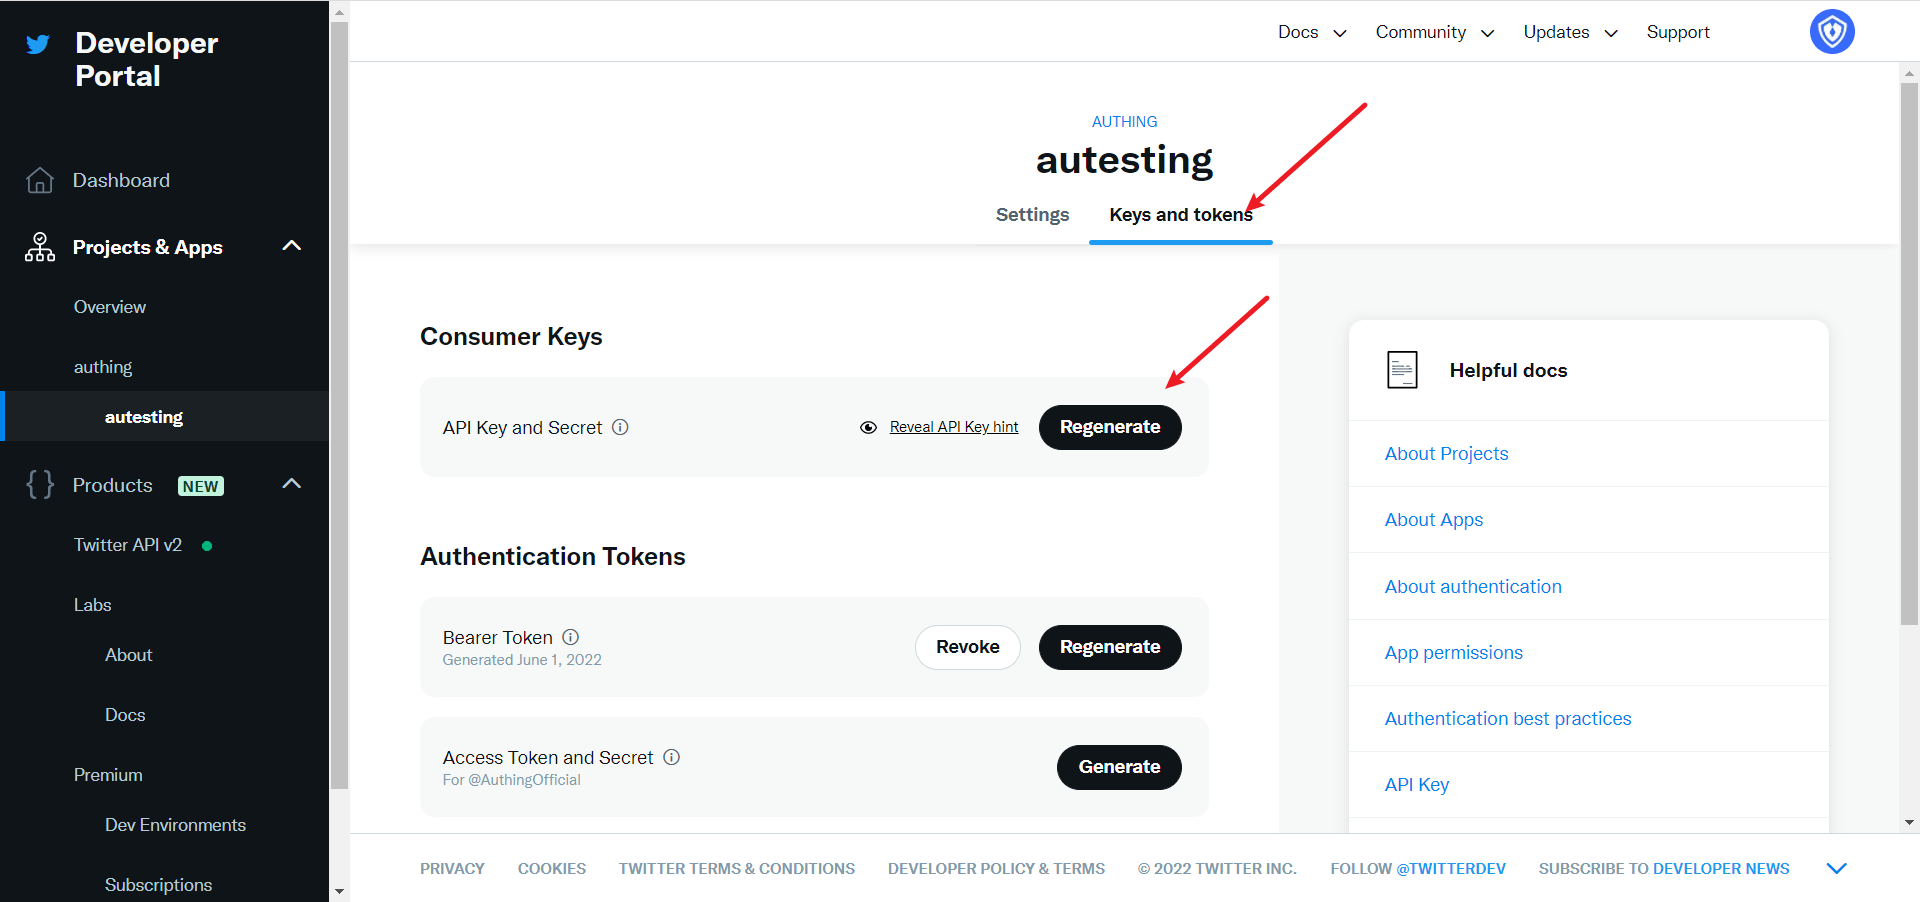 Developer
Portal
Dashboard
Projects & Apps
Overview
authing
autesting
Products NEW
Twitter API v2
Labs
About
Docs
Premium
Dev Environments
Subscriptions
Docs Community Updates Support
AUTHING
autesting
Settings Keys and tokens
Consumer Keys
API Key and Secret Reveal API Key hint Regenerate
Authentication Tokens
Bearer Token Revoke Regenerate
Generated June 1, 2022
Access Token and Secret Generate
For @AuthingOfficial
Helpful docs
About Projects
About Apps
About authentication
App permissions
Authentication best practices
API Key
PRIVACY COOKIES TWITTER TERMS & CONDITIONS DEVELOPER POLICY & TERMS © 2022 TWITTER INC. FOLLOW @TWITTERDEV SUBSCRIBE TO DEVELOPER NEWS